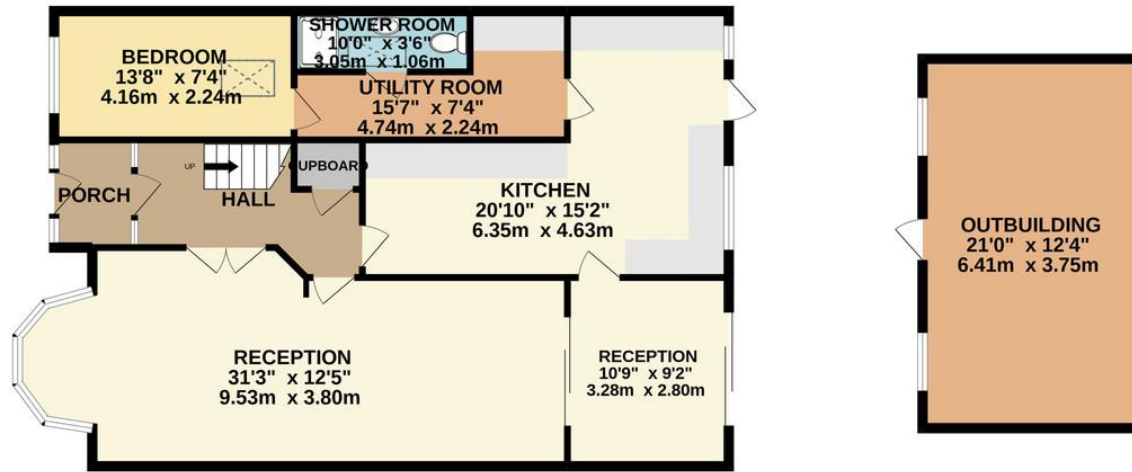 SHOWER ROOM
10'0" x 3'6"
3.05m x 1.06m
BEDROOM
13'8" x 7'4"
4.16m x 2.24m
UTILITY ROOM
15'7" x 7'4"
4.74m x 2.24m
UP
CUPBOARD
PORCH
HALL
KITCHEN
20'10" x 15'2"
6.35m x 4.63m
OUTBUILDING
21'0" x 12'4"
6.41m x 3.75m
RECEPTION
31'3" x 12'5"
9.53m x 3.80m
RECEPTION
10'9" x 9'2"
3.28m x 2.80m